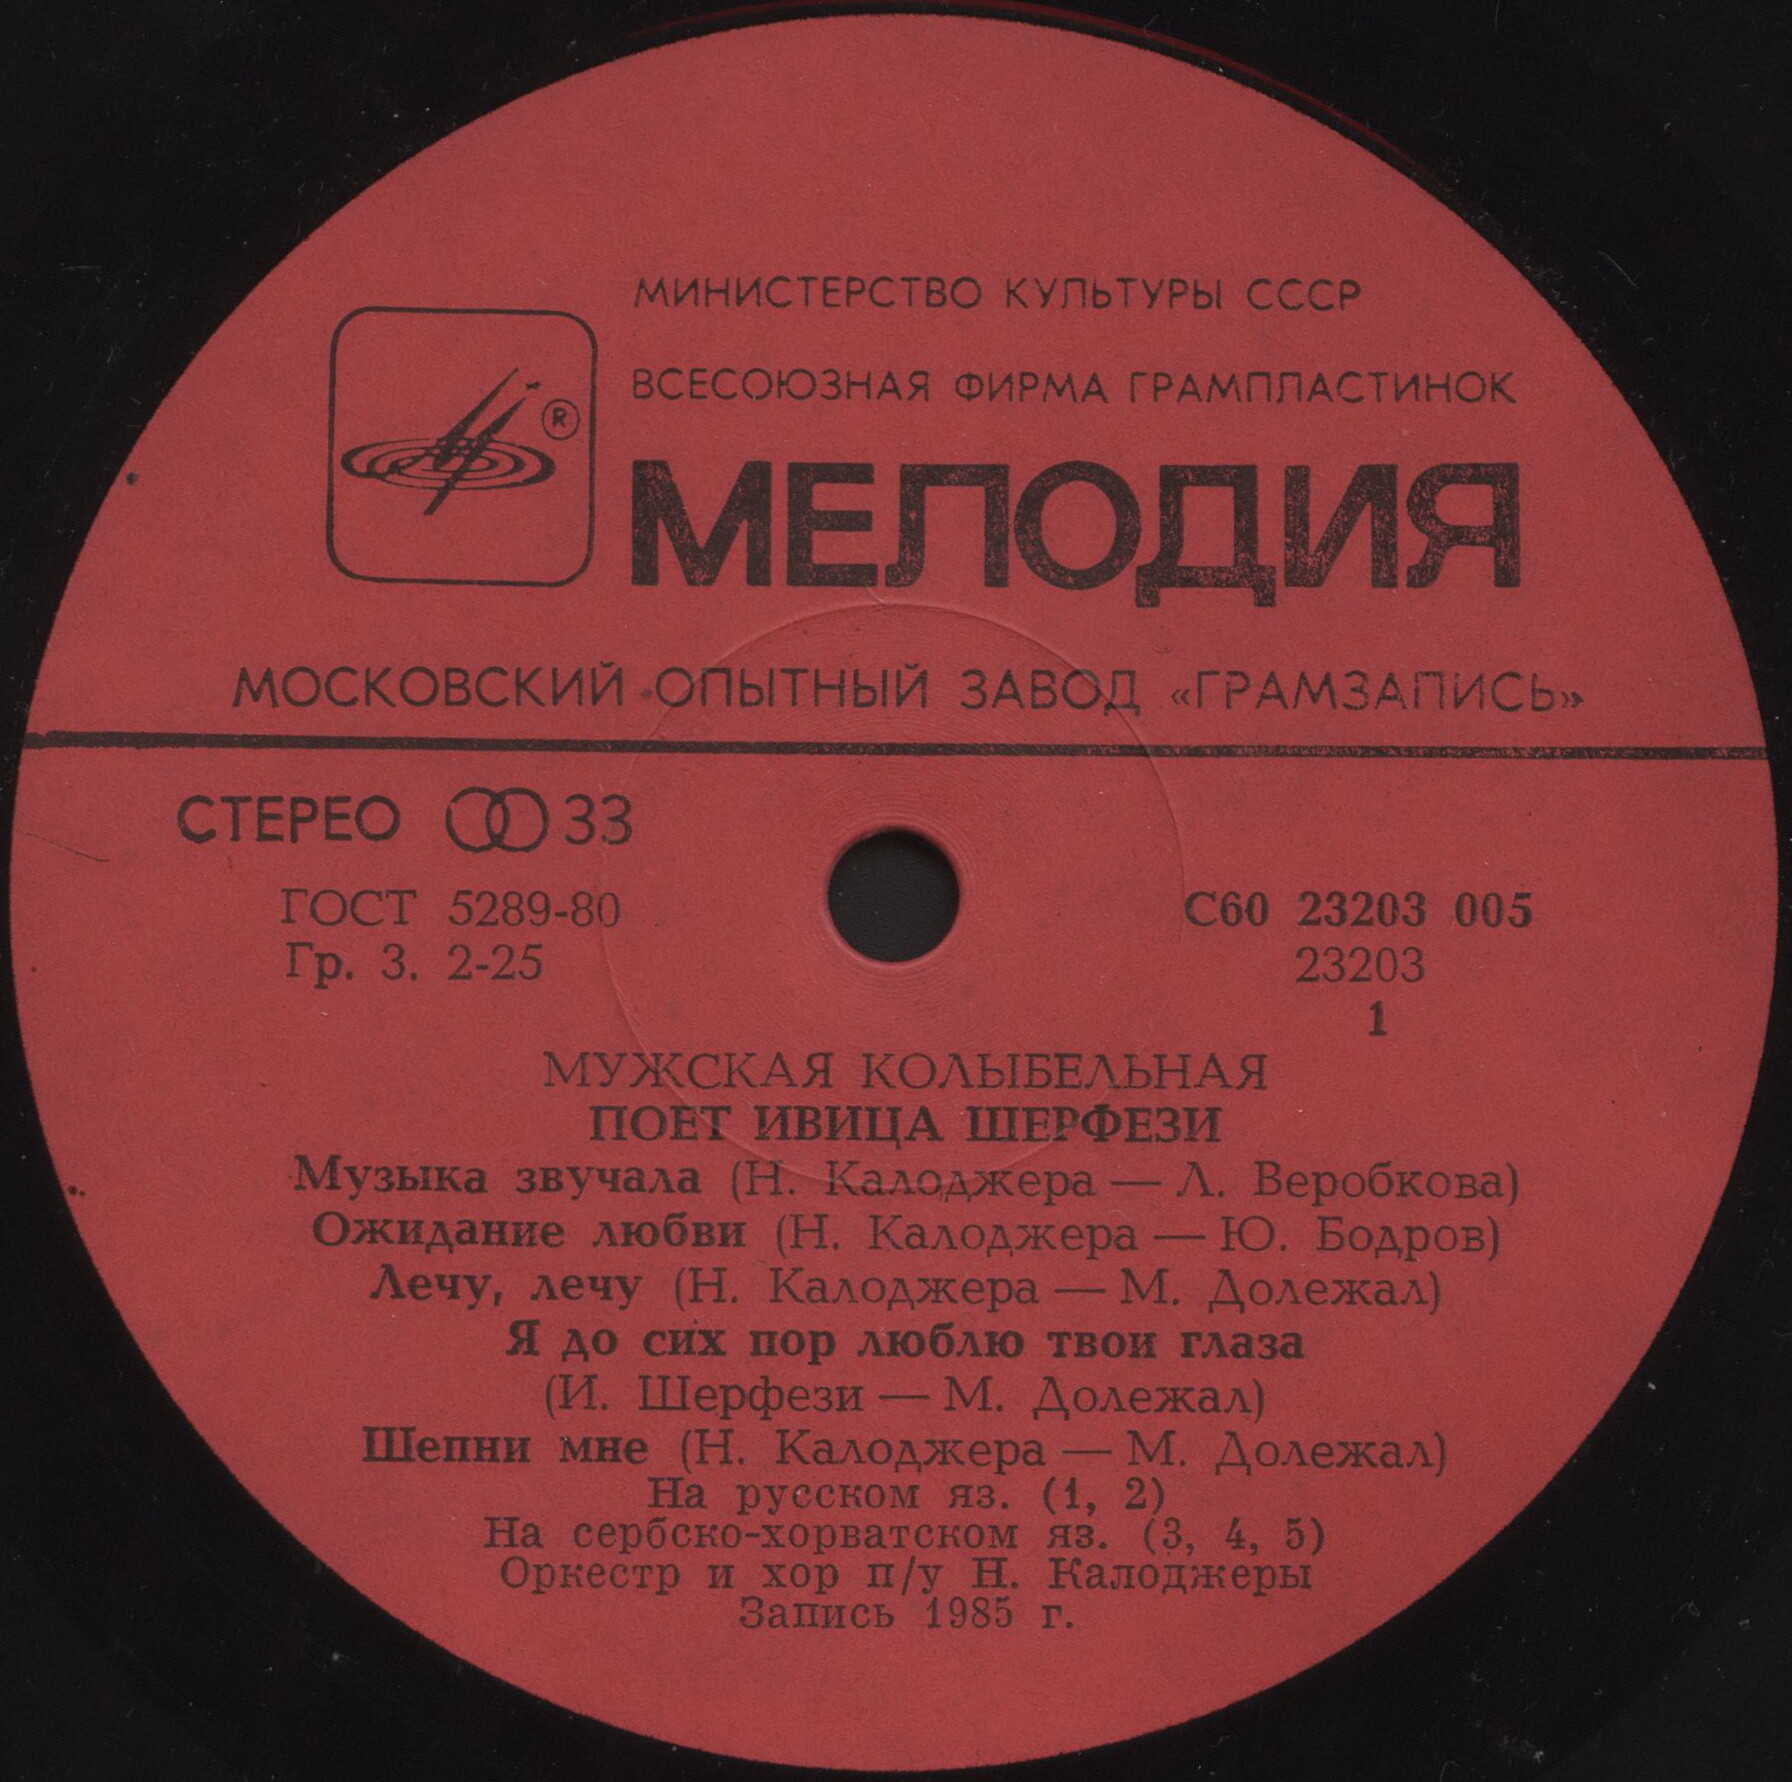 МИНИСТЕРСТВО КУЛЬТУРЫ СССР
ВСЕСОЮЗНАЯ ФИРМА ГРАМПЛАСТИНОК
®
МЕЛОДИЯ
МОСКОВСКИЙ ОПЫТНЫЙ ЗАВОД «ГРАМЗАПИСЬ»
СТЕРЕО 33
ГОСТ 5289-80
Гр. 3. 2-25
С60 23203 005
23203
1
МУЖСКАЯ КОЛЫБЕЛЬНАЯ
ПОЕТ ИВИЦА ШЕРФЕЗИ
Музыка звучала (Н. Калоджера — Л. Веробкова)
Ожидание любви (Н. Калоджера — Ю. Бодров)
Лечу, лечу (Н. Калоджера — М. Долежал)
Я до сих пор люблю твои глаза
(И. Шерфези — М. Долежал)
Шепни мне (Н. Калоджера — М. Долежал)
На русском яз. (1, 2)
На сербско-хорватском яз. (3, 4, 5)
Оркестр и хор п/у Н. Калоджеры
Запись 1985 г.